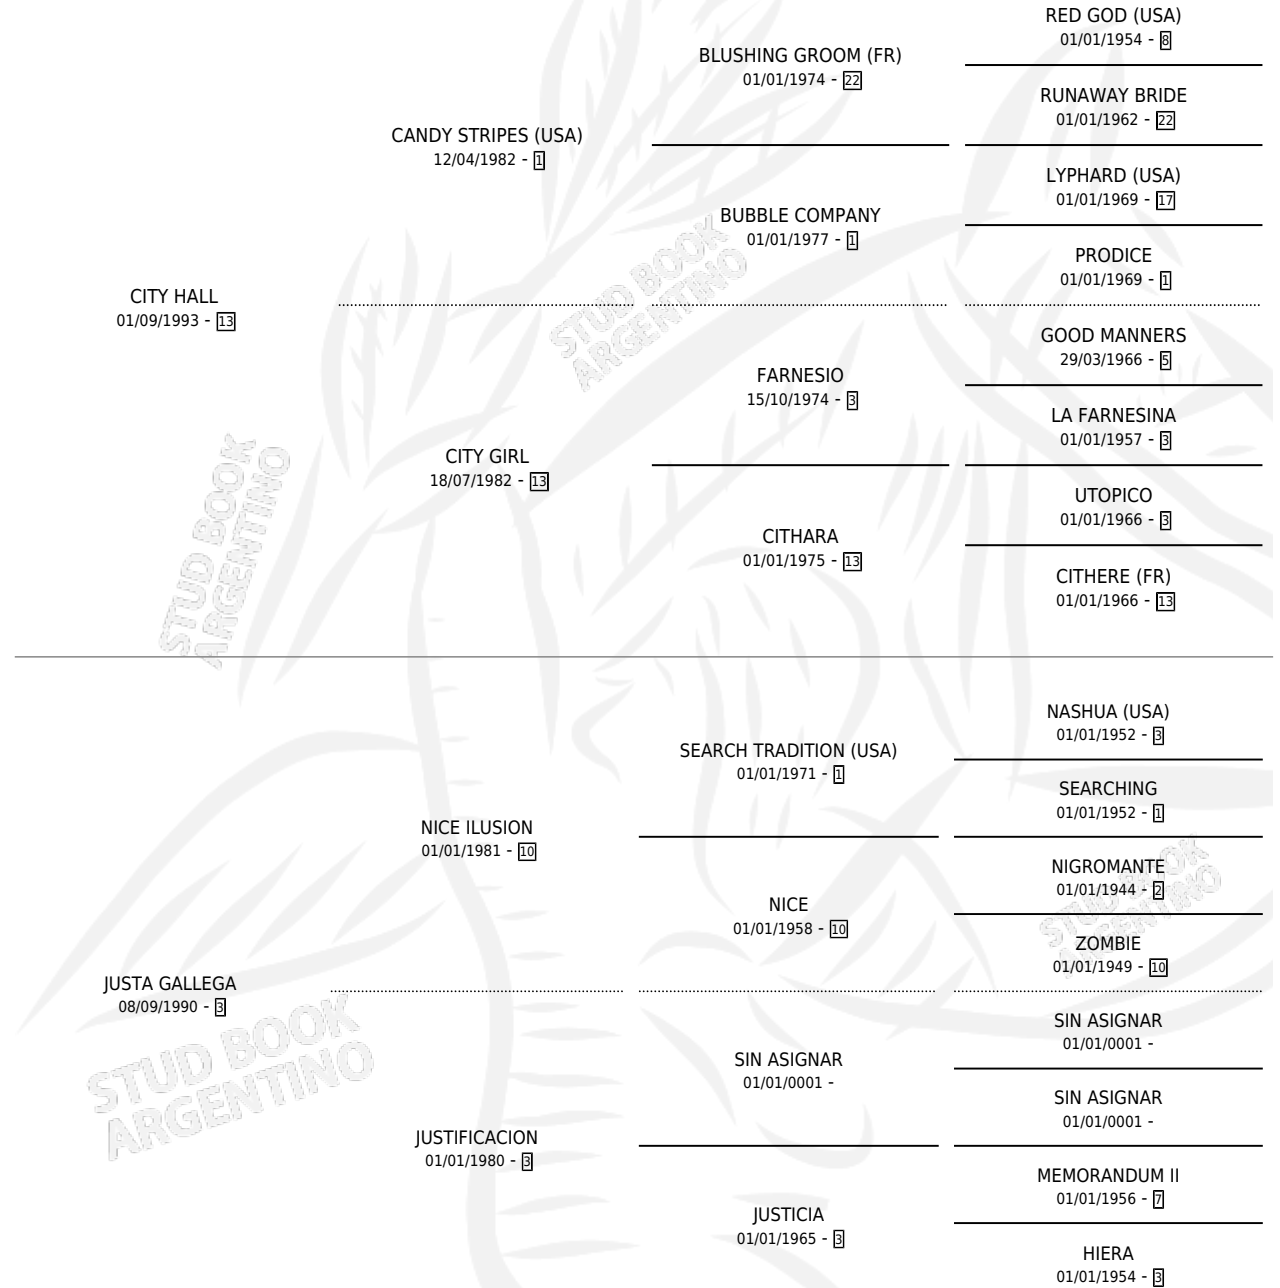 RED GOD (USA)
01/01/1954 - 8
BLUSHING GROOM (FR)
01/01/1974 - 22
RUNAWAY BRIDE
01/01/1962 - 22
CANDY STRIPES (USA)
12/04/1982 - 1
LYPHARD (USA)
01/01/1969 - 17
BUBBLE COMPANY
01/01/1977 - 1
PRODICE
01/01/1969 - 1
CITY HALL
01/09/1993 - 13
STUD BOOK
ARGENTINO
GOOD MANNERS
29/03/1966 - 5
FARNESIO
15/10/1974 - 3
LA FARNESINA
01/01/1957 - 3
CITY GIRL
18/07/1982 - 13
UTOPICO
01/01/1966 - 3
CITHARA
01/01/1975 - 13
CITHERE (FR)
01/01/1966 - 13
STUD BOOK
ARGENTINO
NASHUA (USA)
01/01/1952 - 3
SEARCH TRADITION (USA)
01/01/1971 - 1
SEARCHING
01/01/1952 - 1
NICE ILUSION
01/01/1981 - 10
NIGROMANTE
01/01/1944 - 2
NICE
01/01/1958 - 10
STUD BOOK
ARGENTINO
ZOMBIE
01/01/1949 - 10
JUSTA GALLEGA
08/09/1990 - 3
SIN ASIGNAR
01/01/0001 -
SIN ASIGNAR
01/01/0001 -
STUD BOOK
ARGENTINO
SIN ASIGNAR
01/01/0001 -
JUSTIFICACION
01/01/1980 - 3
MEMORANDUM II
01/01/1956 - 7
JUSTICIA
01/01/1965 - 3
HIERA
01/01/1954 - 3